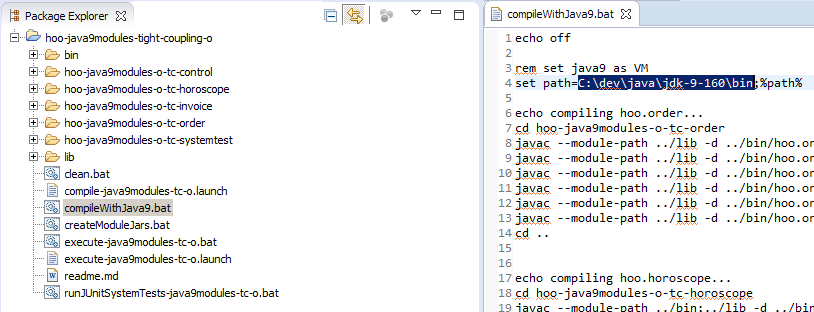 Package Explorer
hoo-java9modules-tight-coupling-o
bin
hoo-java9modules-o-tc-control
hoo-java9modules-o-tc-horoscope
hoo-java9modules-o-tc-invoice
hoo-java9modules-o-tc-order
hoo-java9modules-o-tc-systemtest
lib
clean.bat
compile-java9modules-tc-o.launch
compileWithJava9.bat
createModuleJars.bat
execute-java9modules-tc-o.bat
execute-java9modules-tc-o.launch
readme.md
runJUnitSystemTests-java9modules-tc-o.bat
compileWithJava9.bat
1 echo off
2
3 rem set java9 as VM
4 set path=C:\dev\java\jdk-9-160\bin;%path%
5
6 echo compiling hoo.order...
7 cd hoo-java9modules-o-tc-order
8 javac --module-path ../lib -d ../bin/hoo.or
9 javac --module-path ../lib -d ../bin/hoo.or
10 javac --module-path ../lib -d ../bin/hoo.or
11 javac --module-path ../lib -d ../bin/hoo.or
12 javac --module-path ../lib -d ../bin/hoo.or
13 javac --module-path ../lib -d ../bin/hoo.or
14 cd ..
15
16
17 echo compiling hoo.horoscope...
18 cd hoo-java9modules-o-tc-horoscope
19 javac --module-path ../bin;../lib -d ../bin